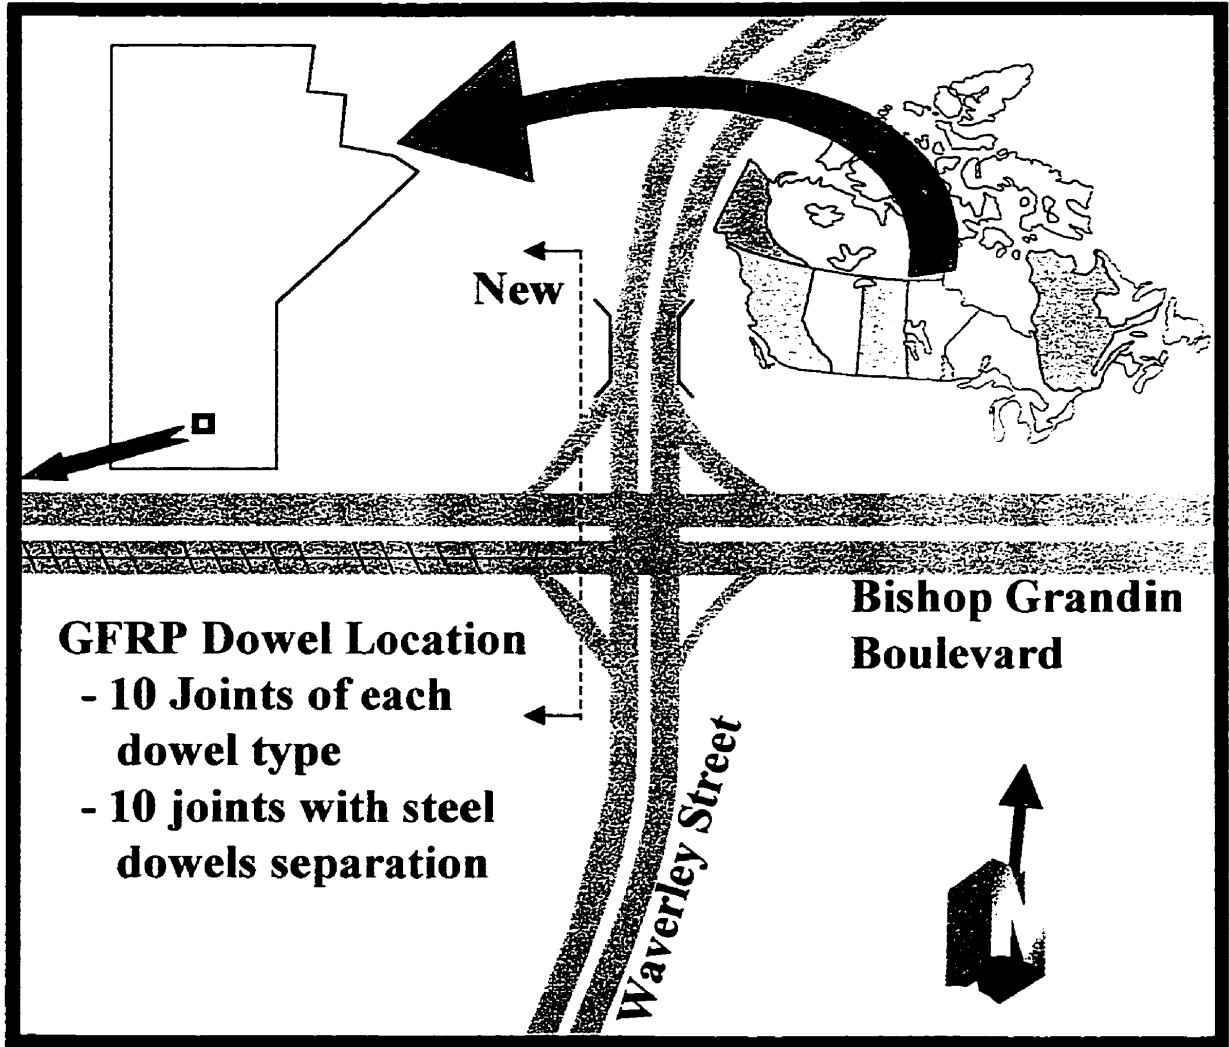 New
Bishop Grandin
Boulevard
GFRP Dowel Location
- 10 Joints of each
dowel type
- 10 joints with steel
dowels separation
Waverley Street